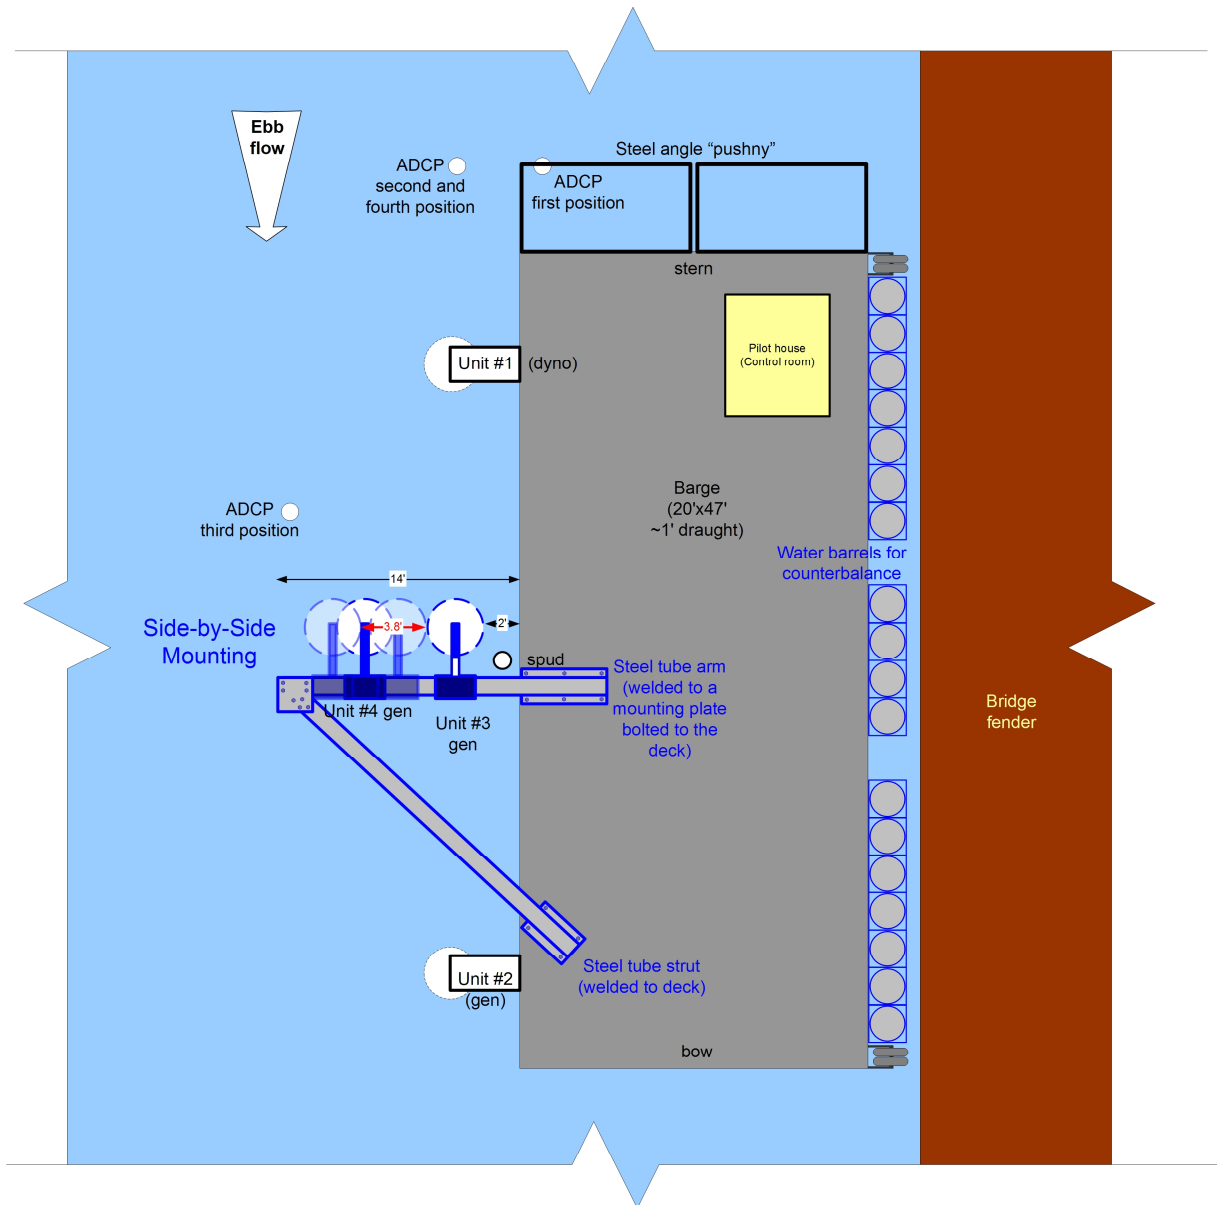 Ebb
flow
Steel angle “pushny”
ADCP
second and
fourth position
ADCP
first position
stern
Pilot house
(Control room)
Unit #1
(dyno)
Barge
(20'x47'
~1' draught)
ADCP
third position
Water barrels for
counterbalance
14'
Side-by-Side
Mounting
3.8'
2'
spud
Steel tube arm
(welded to a
mounting plate
bolted to the
deck)
Unit #4 gen
Unit #3
gen
Bridge
fender
Steel tube strut
(welded to deck)
Unit #2
(gen)
bow